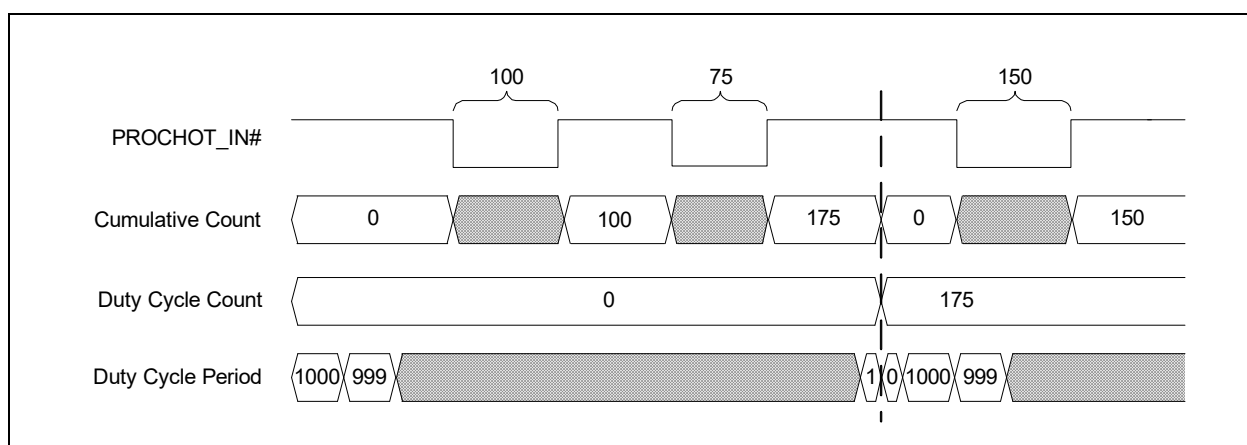 100 75 150
PROCHOT_IN#
Cumulative Count 0 100 175 0 150
Duty Cycle Count 0 175
Duty Cycle Period 1000 999 1 0 1000 999